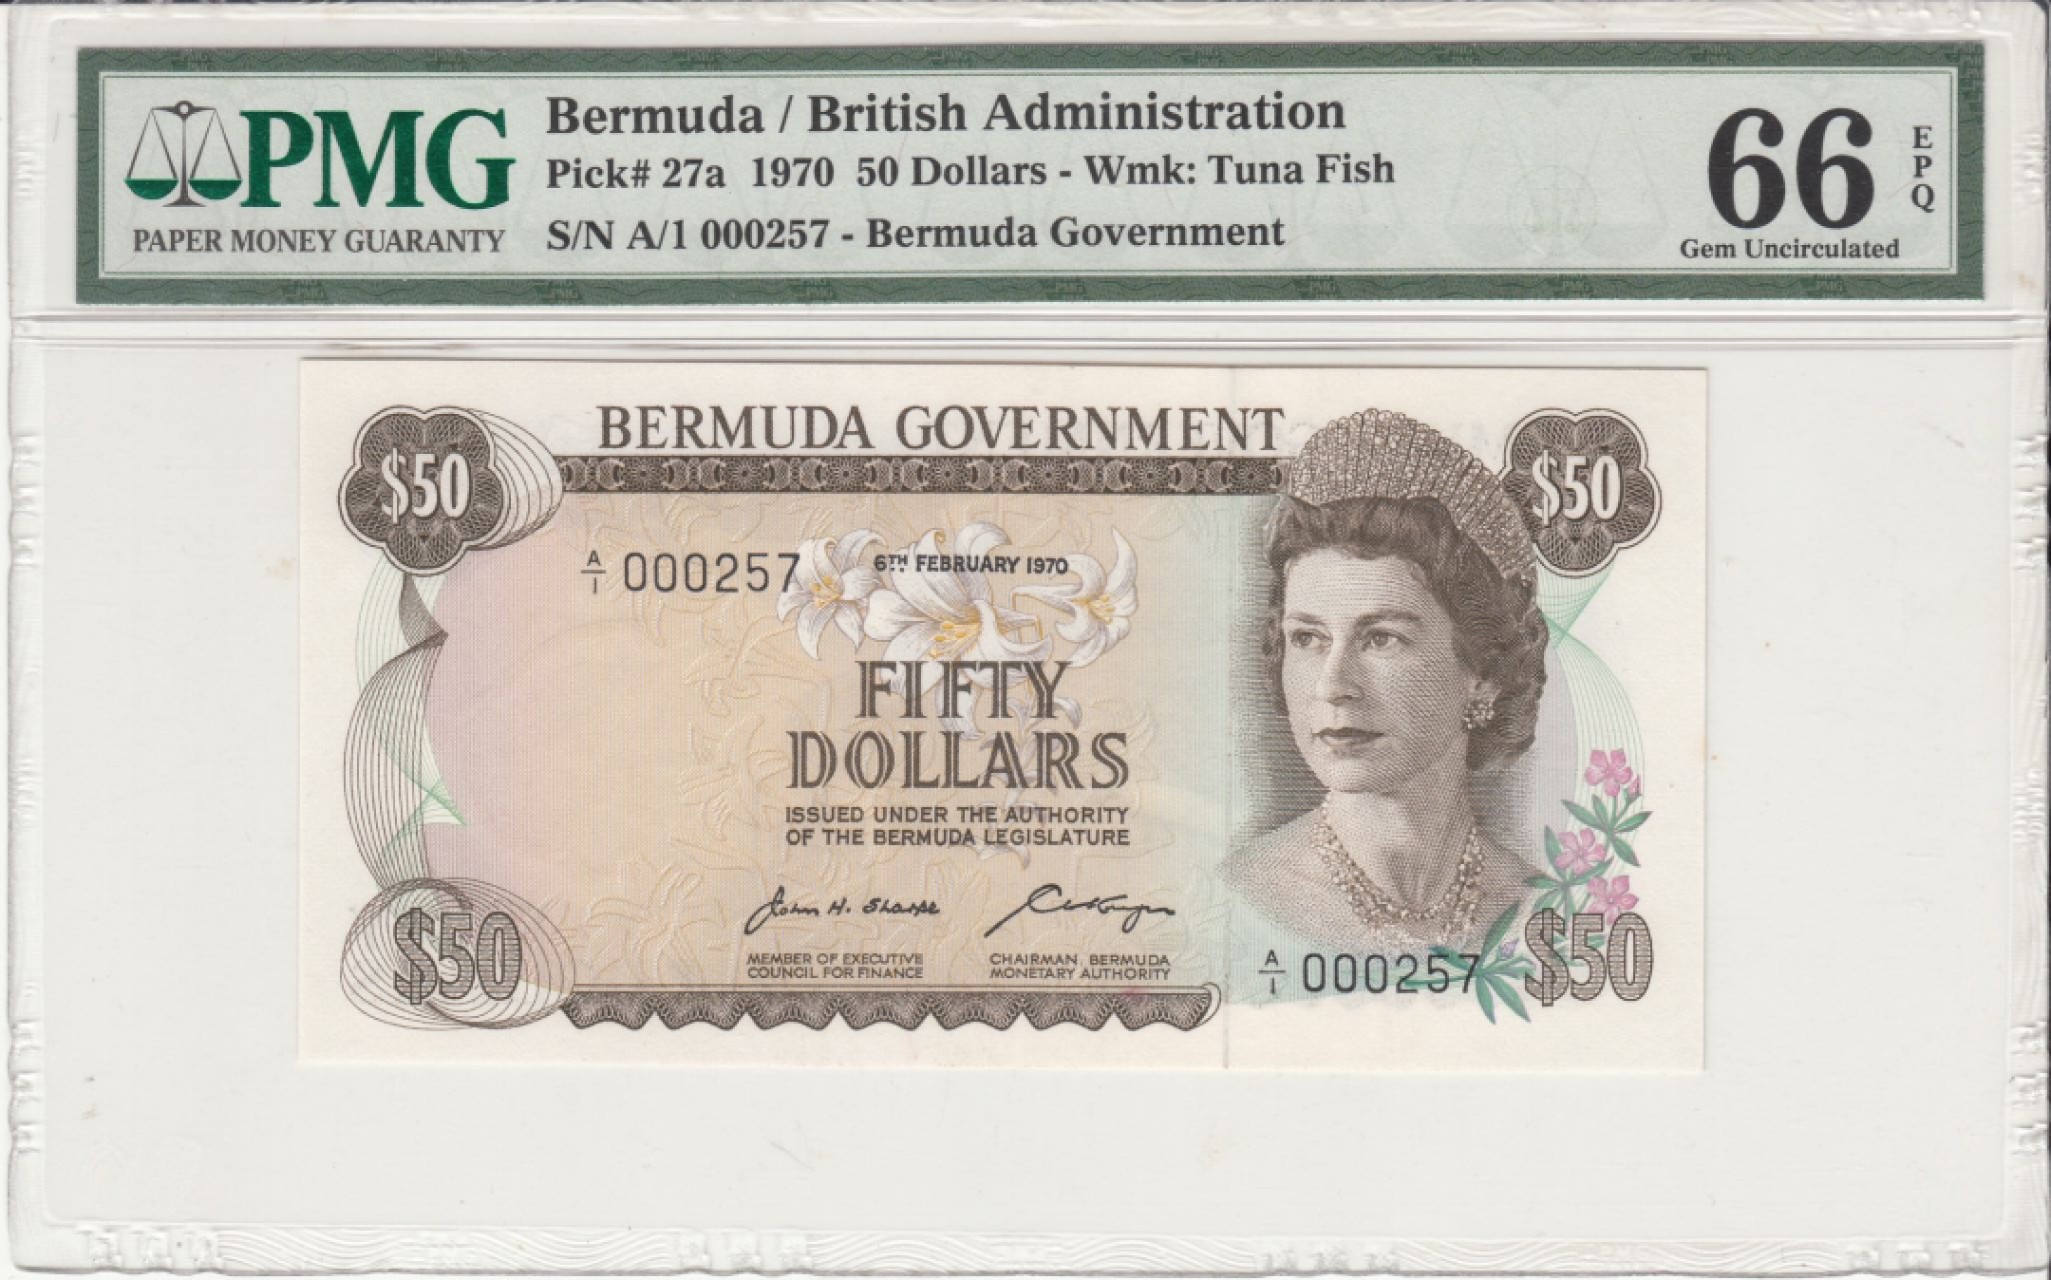 PMG
PAPER MONEY GUARANTY
Bermuda / British Administration
Pick# 27a 1970 50 Dollars - Wmk: Tuna Fish
S/N A/1 000257 - Bermuda Government
66
EPQ
Gem Uncirculated
BERMUDA GOVERNMENT
$50
$50
A/1 000257
6TH FEBRUARY 1970
FIFTY
DOLLARS
ISSUED UNDER THE AUTHORITY
OF THE BERMUDA LEGISLATURE
John H. Sharpe
MEMBER OF EXECUTIVE
COUNCIL FOR FINANCE
CHAIRMAN, BERMUDA
MONETARY AUTHORITY
A/1 000257
$50
$50